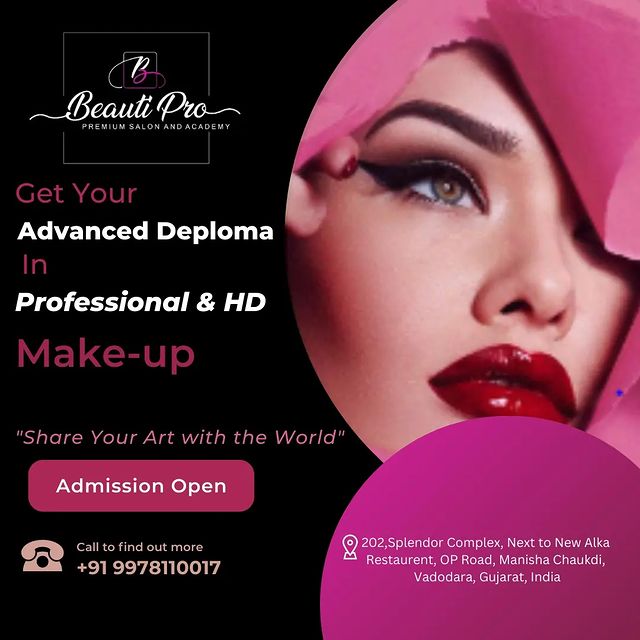 B
Beauti Pro
PREMIUM SALON AND ACADEMY
Get Your
Advanced Deploma
In
Professional & HD
Make-up
"Share Your Art with the World"
Admission Open
Call to find out more
+91 9978110017
202,Splendor Complex, Next to New Alka
Restaurent, OP Road, Manisha Chaukdi,
Vadodara, Gujarat, India